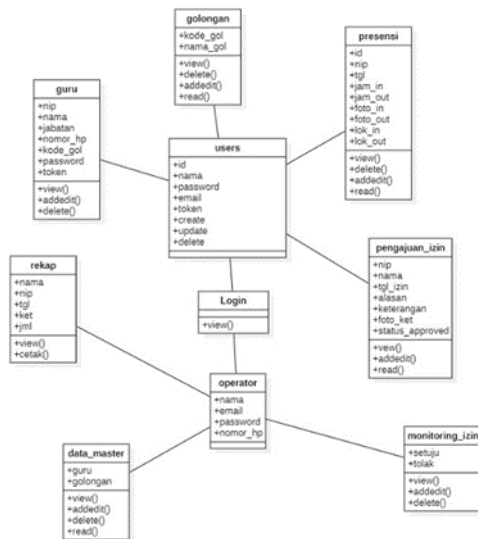 golongan
+kode_gol
+nama_gol
+view()
+delete()
+addedit()
+read()
presensi
+id
+nip
+tgl
+jam_in
+jam_out
+foto_in
+foto_out
+lok_in
+lok_out
+view()
+delete()
+addedit()
+read()
guru
+nip
+nama
+jabatan
+nomor_hp
+kode_gol
+password
+token
+view()
+addedit()
+delete()
users
+id
+nama
+password
+email
+token
+create
+update
+delete
pengajuan_izin
+nip
+nama
+tgl_izin
+alasan
+keterangan
+foto_ket
+status_approved
+vew()
+addedit()
+read()
rekap
+nama
+nip
+tgl
+ket
+jml
+view()
+cetak()
Login
+view()
operator
+nama
+email
+password
+nomor_hp
data_master
+guru
+golongan
+view()
+addedit()
+delete()
+read()
monitoring_izin
+setuju
+tolak
+view()
+addedit()
+delete()